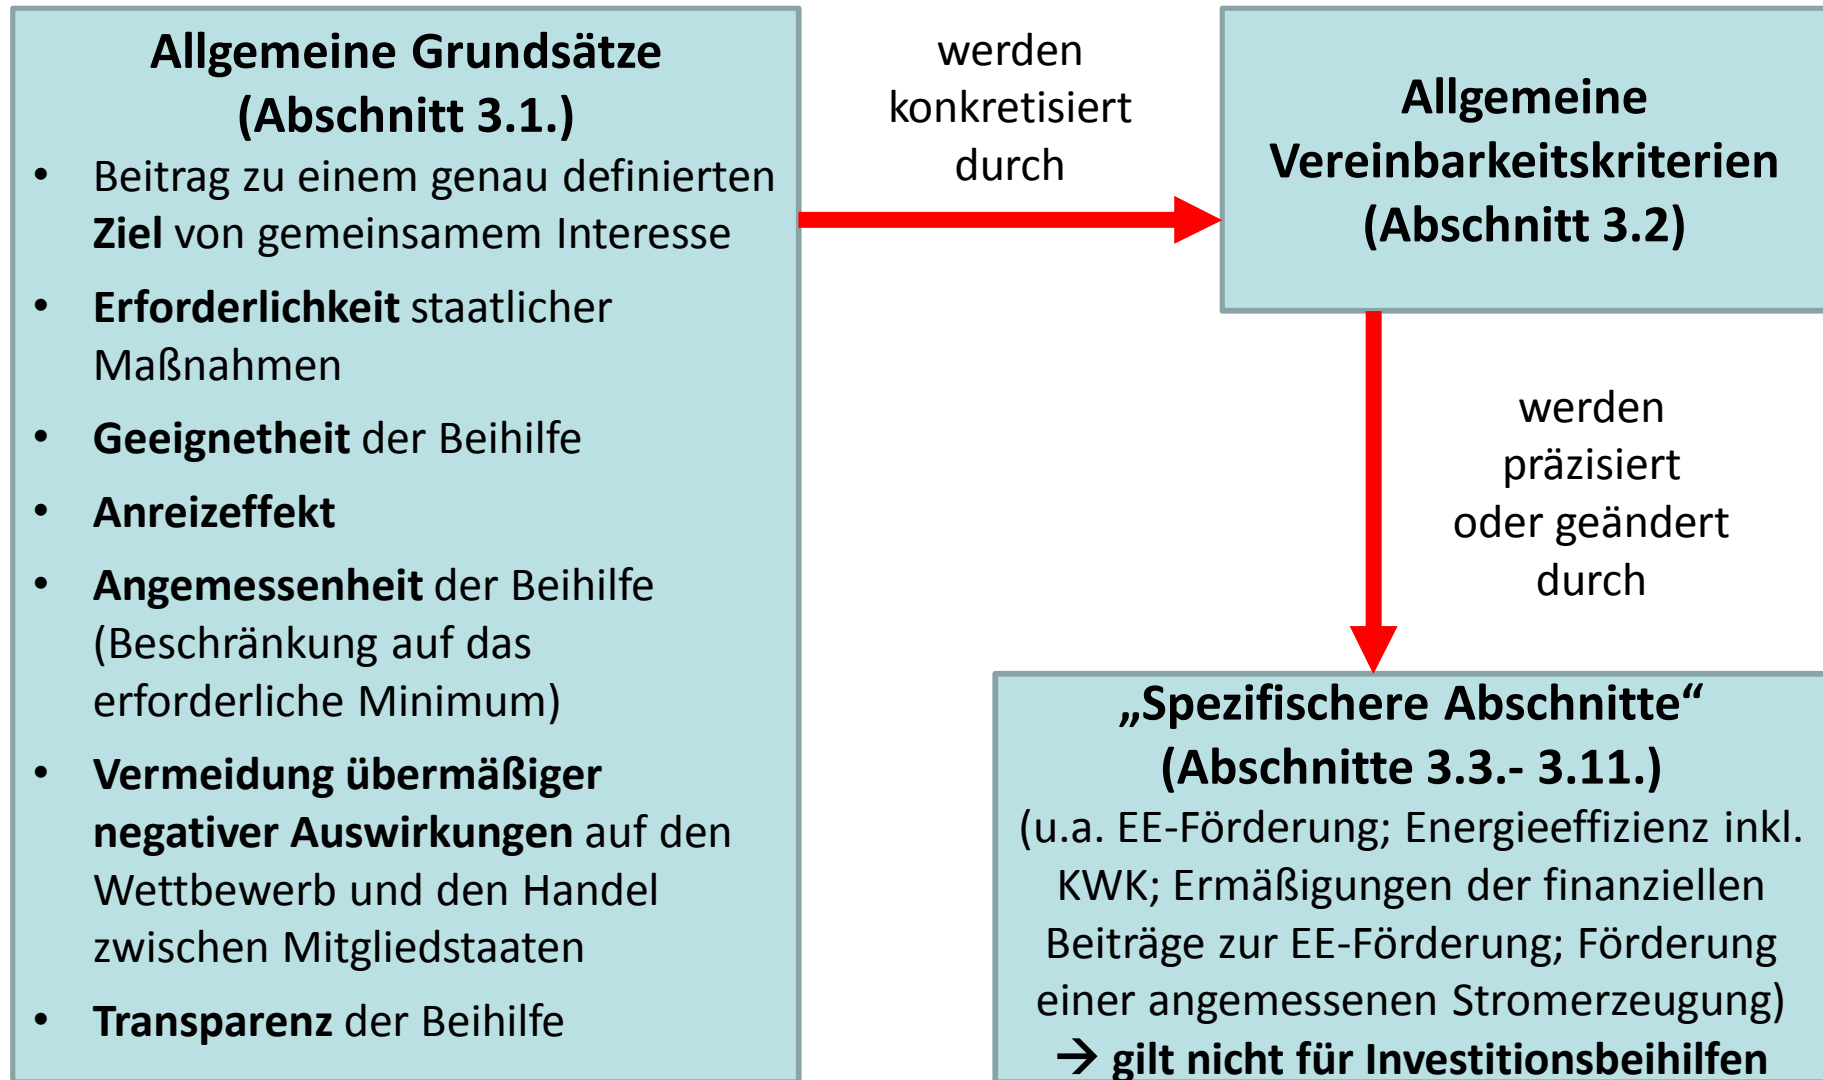 Allgemeine Grundsätze
(Abschnitt 3.1.)
• Beitrag zu einem genau definierten
Ziel von gemeinsamem Interesse
• Erforderlichkeit staatlicher
Maßnahmen
• Geeignetheit der Beihilfe
• Anreizeffekt
• Angemessenheit der Beihilfe
(Beschränkung auf das
erforderliche Minimum)
• Vermeidung übermäßiger
negativer Auswirkungen auf den
Wettbewerb und den Handel
zwischen Mitgliedstaaten
• Transparenz der Beihilfe
werden
konkretisiert
durch
Allgemeine
Vereinbarkeitskriterien
(Abschnitt 3.2)
werden
präzisiert
oder geändert
durch
„Spezifischere Abschnitte“
(Abschnitte 3.3.- 3.11.)
(u.a. EE-Förderung; Energieeffizienz inkl.
KWK; Ermäßigungen der finanziellen
Beiträge zur EE-Förderung; Förderung
einer angemessenen Stromerzeugung)
→ gilt nicht für Investitionsbeihilfen